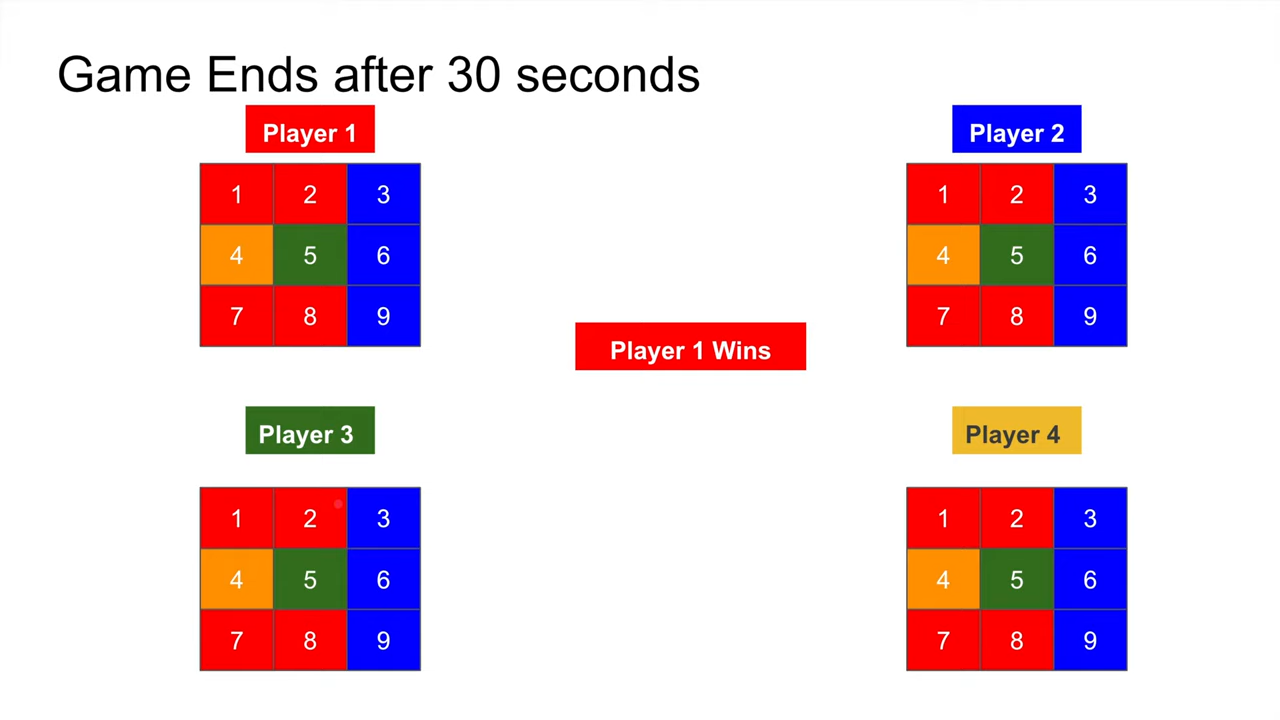 Game Ends after 30 seconds
Player 1
Player 2
1 2 3
4 5 6
7 8 9
1 2 3
4 5 6
7 8 9
Player 1 Wins
Player 3
Player 4
1 2 3
4 5 6
7 8 9
1 2 3
4 5 6
7 8 9